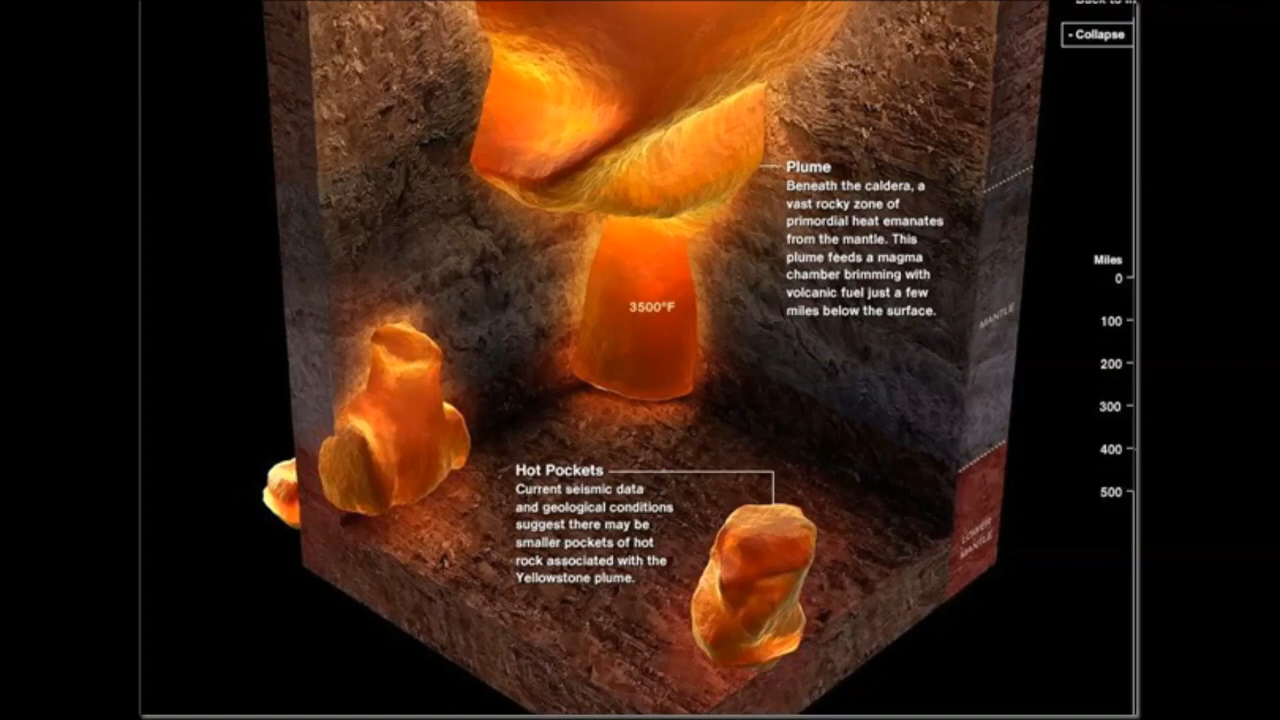 - Collapse
Plume
Beneath the caldera, a
vast rocky zone of
primordial heat emanates
from the mantle. This
plume feeds a magma
chamber brimming with
volcanic fuel just a few
miles below the surface.
Miles
0
100
200
300
400
500
3500°F
MANTLE
Hot Pockets
Current seismic data
and geological conditions
suggest there may be
smaller pockets of hot
rock associated with the
Yellowstone plume.
LOWER
MANTLE